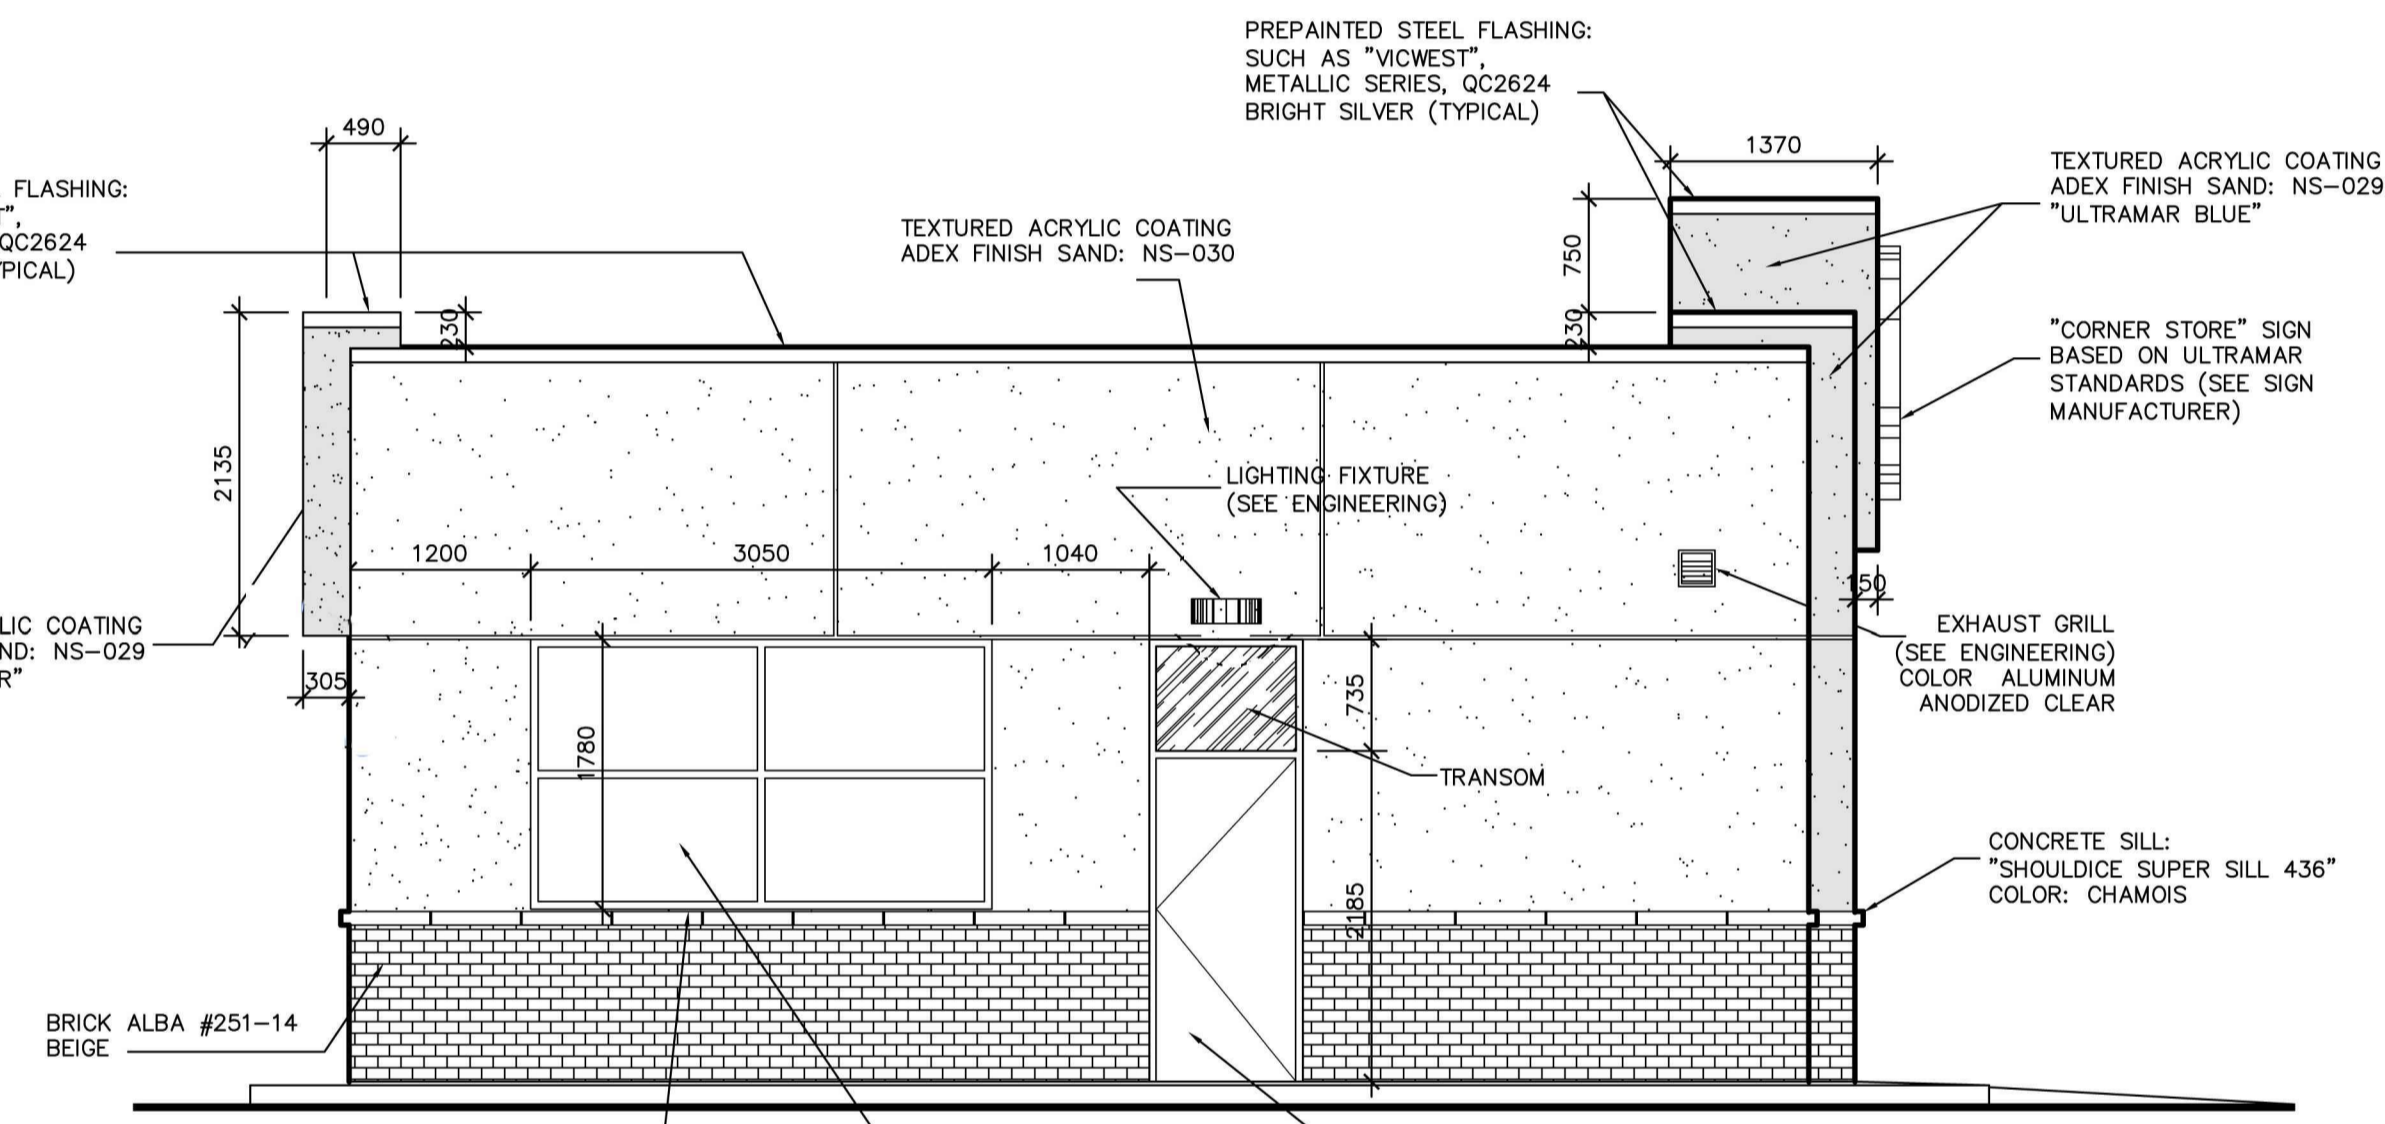 PREPAINTED STEEL FLASHING:
SUCH AS "VICWEST",
METALLIC SERIES, QC2624
BRIGHT SILVER (TYPICAL)
490
1370
TEXTURED ACRYLIC COATING
ADEX FINISH SAND: NS-029
"ULTRAMAR BLUE"
FLASHING:
QC2624
TEXTURED ACRYLIC COATING
ADEX FINISH SAND: NS-030
750
230
230
"CORNER STORE" SIGN
BASED ON ULTRAMAR
STANDARDS (SEE SIGN
MANUFACTURER)
2135
LIGHTING FIXTURE
(SEE ENGINEERING)
1200
3050
1040
150
EXHAUST GRILL
(SEE ENGINEERING)
COLOR ALUMINUM
ANODIZED CLEAR
COATING
NS-029
305
735
1780
TRANSOM
2185
CONCRETE SILL:
"SHOULDICE SUPER SILL 436"
COLOR: CHAMOIS
BRICK ALBA #251-14
BEIGE